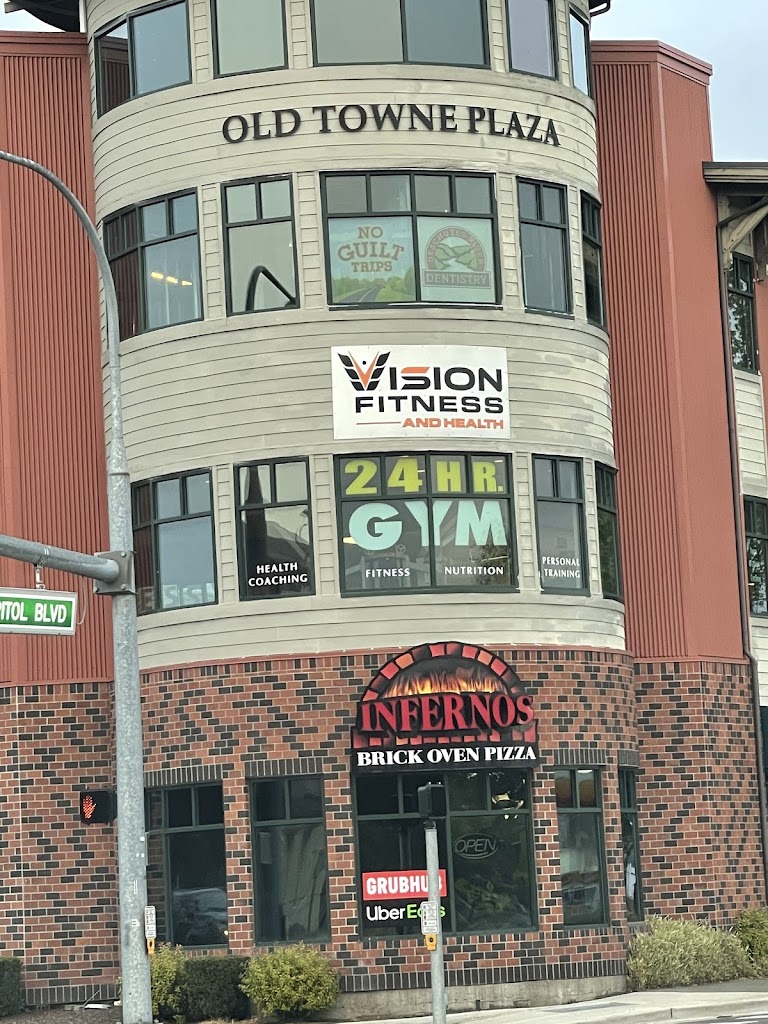 OLD TOWNE PLAZA
NO
GUILT
TRIPS
DENTISTRY
VISION
FITNESS
AND HEALTH
24 HR.
GYM
HEALTH
COACHING
FITNESS NUTRITION
PERSONAL
TRAINING
PITOL BLVD
INFERNOS
BRICK OVEN PIZZA
OPEN
GRUBHUB
Uber Eats